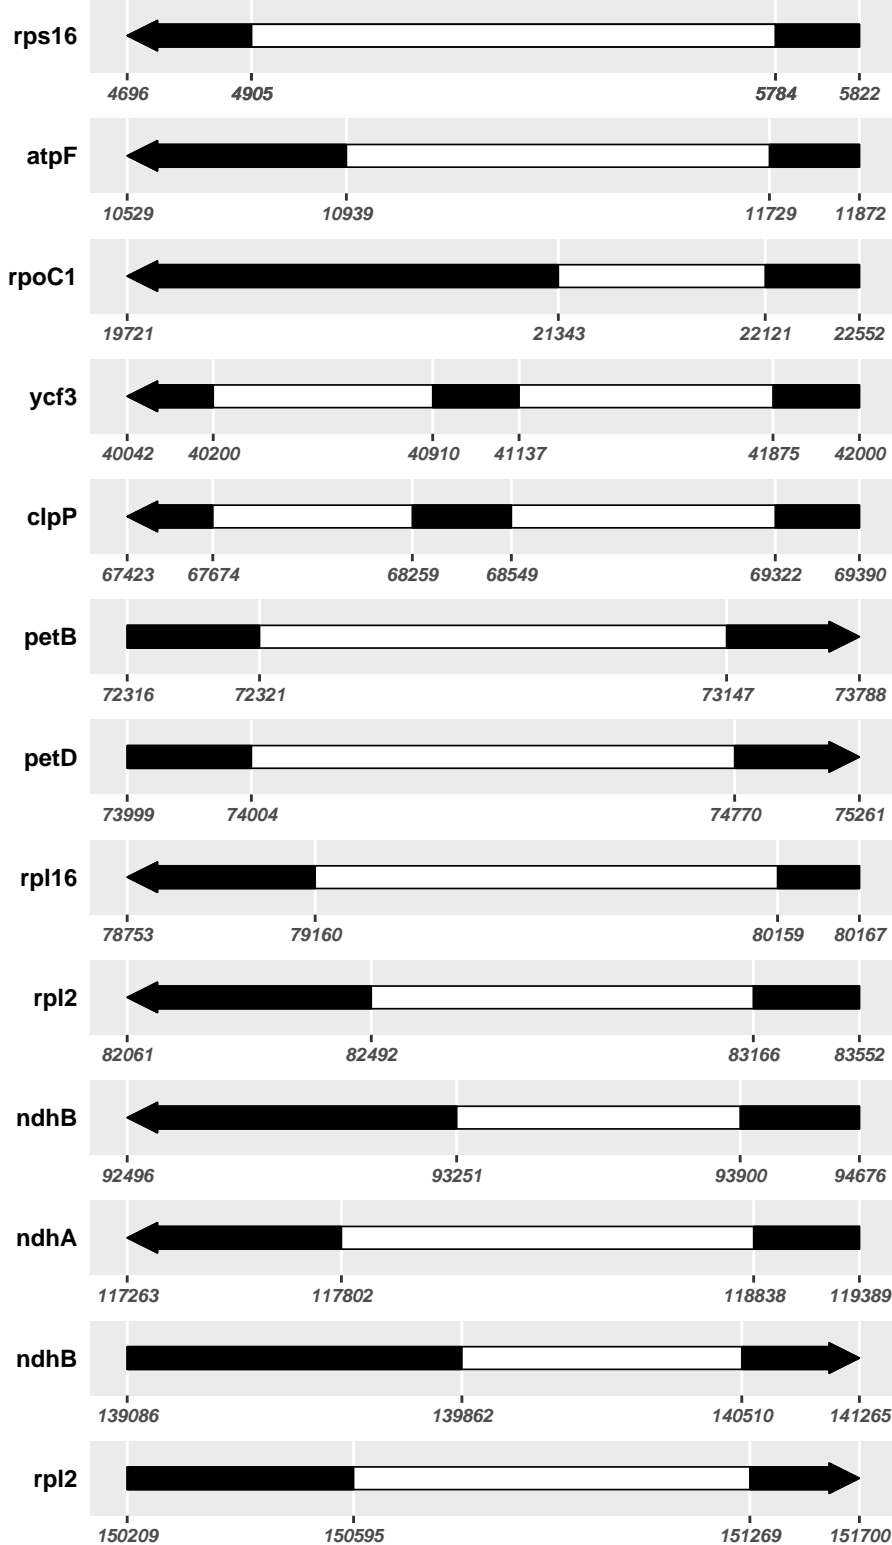 rps16
4696 4905 5784 5822
atpF
10529 10939 11729 11872
rpoC1
19721 21343 22121 22552
ycf3
40042 40200 40910 41137 41875 42000
clpP
67423 67674 68259 68549 69322 69390
petB
72316 72321 73147 73788
petD
73999 74004 74770 75261
rpl16
78753 79160 80159 80167
rpl2
82061 82492 83166 83552
ndhB
92496 93251 93900 94676
ndhA
117263 117802 118838 119389
ndhB
139086 139862 140510 141265
rpl2
150209 150595 151269 151700